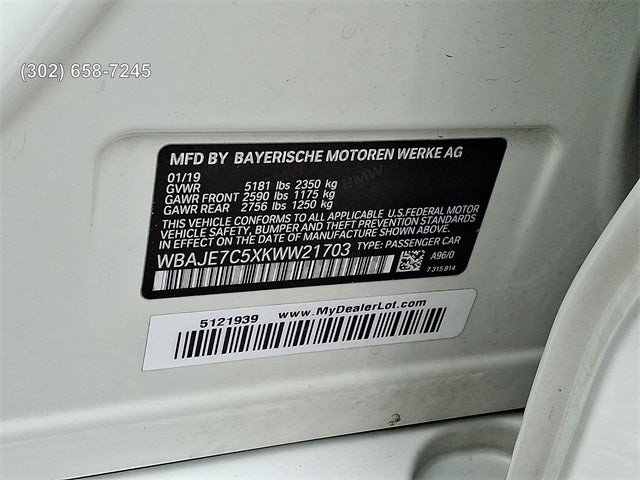 (302) 658-7245
MFD BY BAYERISCHE MOTOREN WERKE AG
01/19
GVWR 5181 lbs 2350 kg
GAWR FRONT 2590 lbs 1175 kg
GAWR REAR 2756 lbs 1250 kg
BMW
THIS VEHICLE CONFORMS TO ALL APPLICABLE U.S.FEDERAL MOTOR
VEHICLE SAFETY, BUMPER AND THEFT PREVENTION STANDARDS
IN EFFECT ON THE DATE OF MANUFACTURE SHOWN ABOVE.
WBAJE7C5XKWW21703 TYPE: PASSENGER CAR
A96/0
7 315 814
5121939 www.MyDealerLot.com